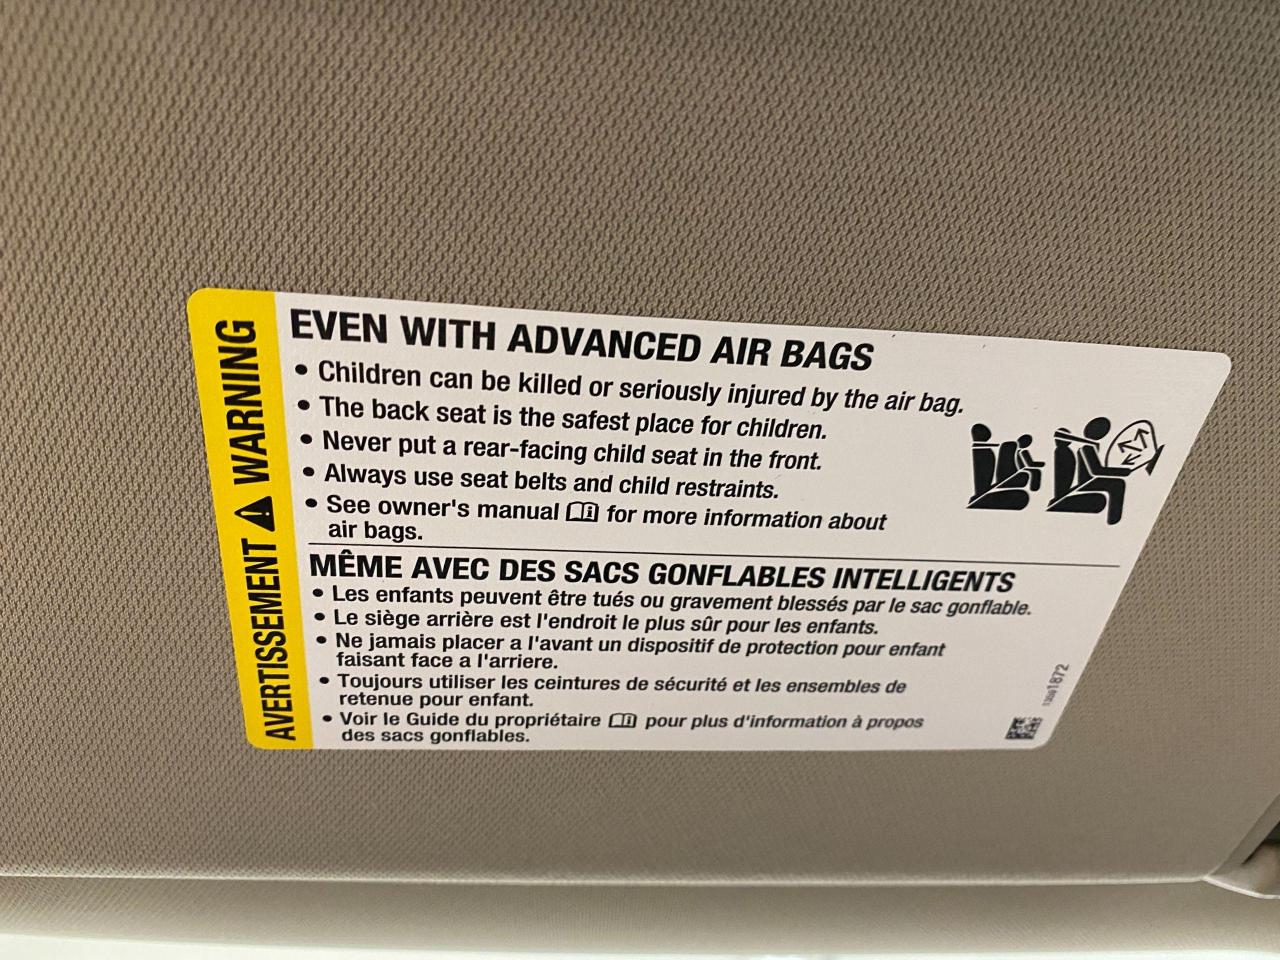 AVERTISSEMENT WARNING
EVEN WITH ADVANCED AIR BAGS
• Children can be killed or seriously injured by the air bag.
• The back seat is the safest place for children.
• Never put a rear-facing child seat in the front.
• Always use seat belts and child restraints.
• See owner's manual for more information about
air bags.
MÊME AVEC DES SACS GONFLABLES INTELLIGENTS
• Les enfants peuvent être tués ou gravement blessés par le sac gonflable.
• Le siège arrière est l'endroit le plus sûr pour les enfants.
• Ne jamais placer a l'avant un dispositif de protection pour enfant
faisant face a l'arriere.
• Toujours utiliser les ceintures de sécurité et les ensembles de
retenue pour enfant.
• Voir le Guide du propriétaire pour plus d'information à propos
des sacs gonflables.